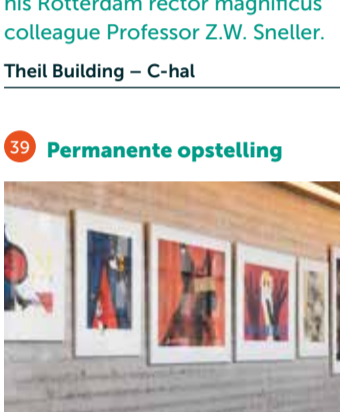 his Rotterdam rector magnificus
colleague Professor Z.W. Sneller.
Theil Building – C-hal
39 Permanente opstelling